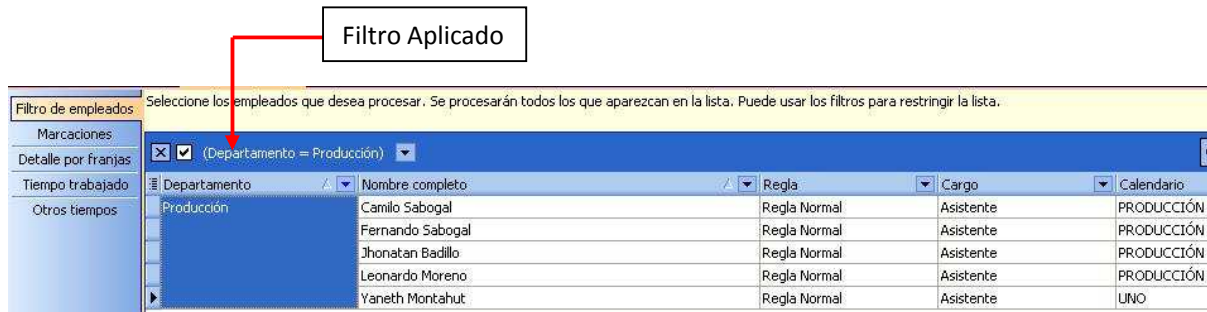 Filtro Aplicado
Filtro de empleados
Marcaciones
Detalle por franjas
Tiempo trabajado
Otros tiempos
Seleccione los empleados que desea procesar. Se procesarán todos los que aparezcan en la lista. Puede usar los filtros para restringir la lista.
(Departamento = Producción)
Departamento Nombre completo Regla Cargo Calendario
Producción Camilo Sabogal Regla Normal Asistente PRODUCCIÓN
Fernando Sabogal Regla Normal Asistente PRODUCCIÓN
Jhonatan Badillo Regla Normal Asistente PRODUCCIÓN
Leonardo Moreno Regla Normal Asistente PRODUCCIÓN
Yaneth Montahut Regla Normal Asistente UNO